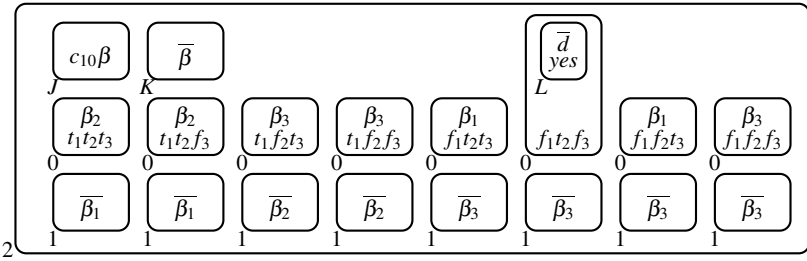 c₁₀β β̅ d̅
yes
J K L
β₂ β₂ β₃ β₃ β₁ β₁ β₃
t₁t₂t₃ t₁t₂f₃ t₁f₂t₃ t₁f₂f₃ f₁t₂t₃ f₁t₂f₃ f₁f₂t₃ f₁f₂f₃
0 0 0 0 0 0 0 0
β̅₁ β̅₁ β̅₂ β̅₂ β̅₃ β̅₃ β̅₃ β̅₃
1 1 1 1 1 1 1 1
2